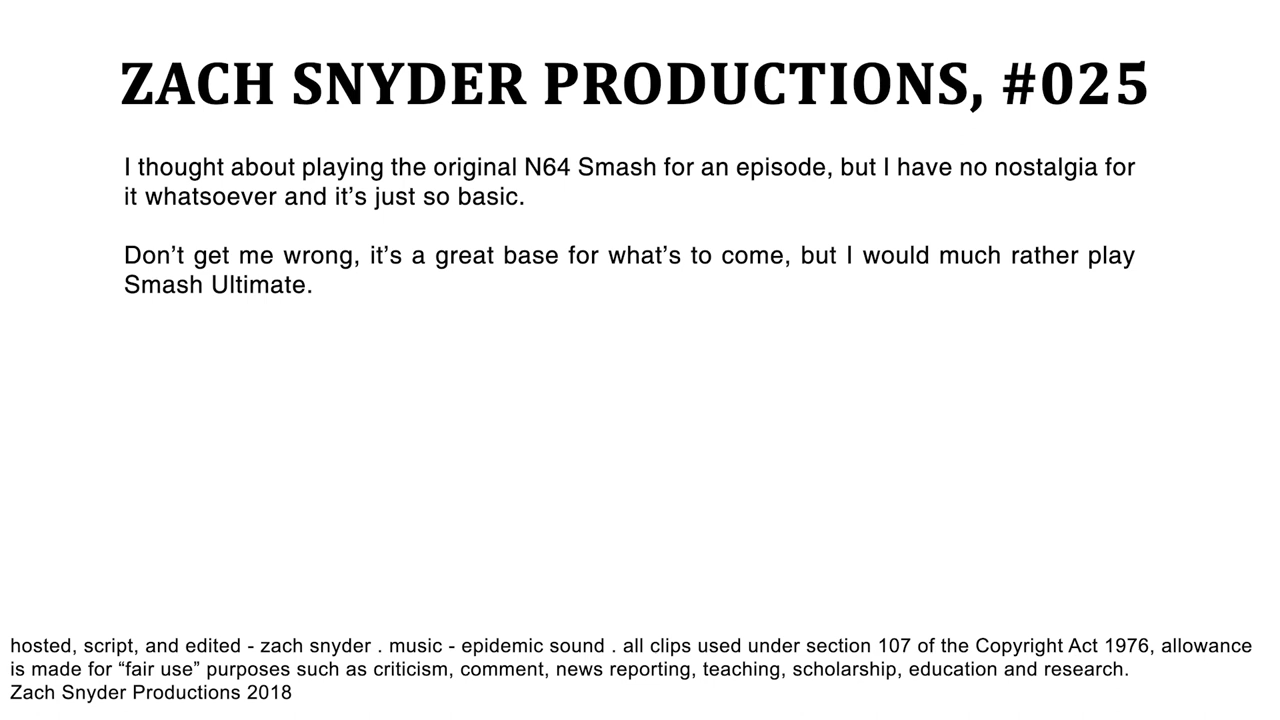 ZACH SNYDER PRODUCTIONS, #025
I thought about playing the original N64 Smash for an episode, but I have no nostalgia for
it whatsoever and it’s just so basic.
Don’t get me wrong, it’s a great base for what’s to come, but I would much rather play
Smash Ultimate.
hosted, script, and edited - zach snyder . music - epidemic sound . all clips used under section 107 of the Copyright Act 1976, allowance
is made for “fair use” purposes such as criticism, comment, news reporting, teaching, scholarship, education and research.
Zach Snyder Productions 2018